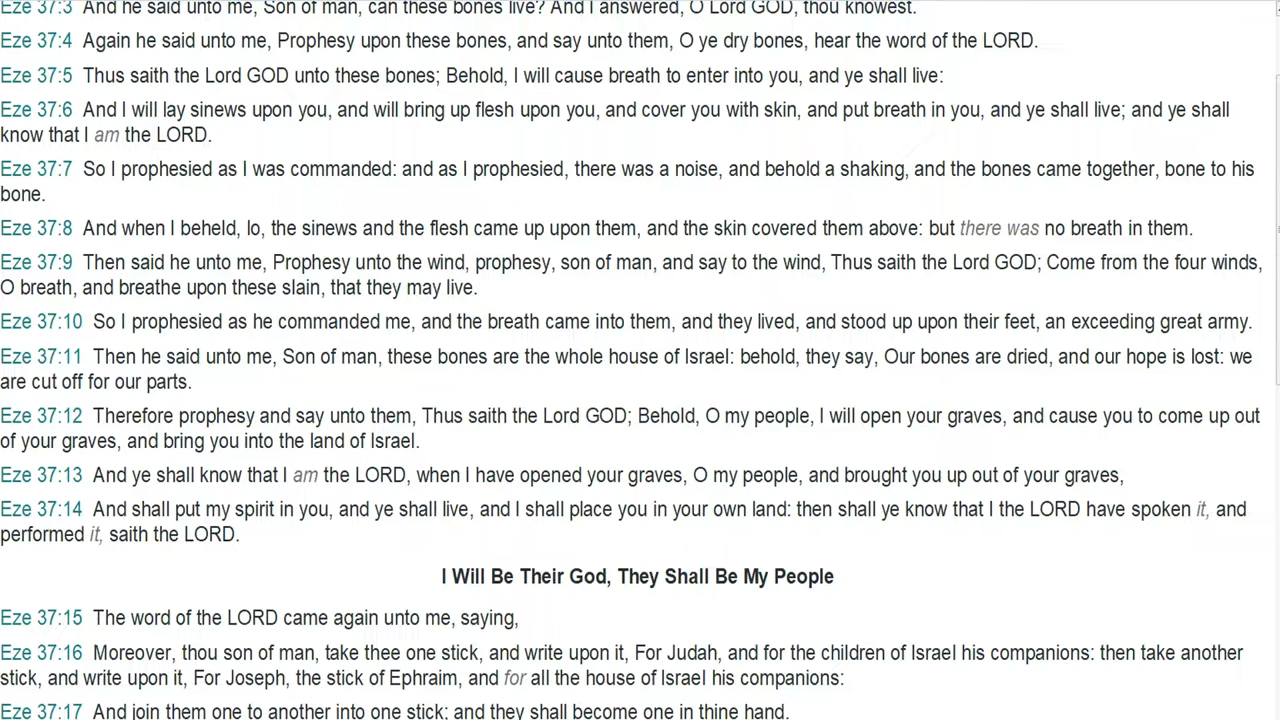 Eze 37:3 And he said unto me, Son of man, can these bones live? And I answered, O Lord GOD, thou knowest.
Eze 37:4 Again he said unto me, Prophesy upon these bones, and say unto them, O ye dry bones, hear the word of the LORD.
Eze 37:5 Thus saith the Lord GOD unto these bones; Behold, I will cause breath to enter into you, and ye shall live:
Eze 37:6 And I will lay sinews upon you, and will bring up flesh upon you, and cover you with skin, and put breath in you, and ye shall live; and ye shall
know that I am the LORD.
Eze 37:7 So I prophesied as I was commanded: and as I prophesied, there was a noise, and behold a shaking, and the bones came together, bone to his
bone.
Eze 37:8 And when I beheld, lo, the sinews and the flesh came up upon them, and the skin covered them above: but there was no breath in them.
Eze 37:9 Then said he unto me, Prophesy unto the wind, prophesy, son of man, and say to the wind, Thus saith the Lord GOD; Come from the four winds,
O breath, and breathe upon these slain, that they may live.
Eze 37:10 So I prophesied as he commanded me, and the breath came into them, and they lived, and stood up upon their feet, an exceeding great army.
Eze 37:11 Then he said unto me, Son of man, these bones are the whole house of Israel: behold, they say, Our bones are dried, and our hope is lost: we
are cut off for our parts.
Eze 37:12 Therefore prophesy and say unto them, Thus saith the Lord GOD; Behold, O my people, I will open your graves, and cause you to come up out
of your graves, and bring you into the land of Israel.
Eze 37:13 And ye shall know that I am the LORD, when I have opened your graves, O my people, and brought you up out of your graves,
Eze 37:14 And shall put my spirit in you, and ye shall live, and I shall place you in your own land: then shall ye know that I the LORD have spoken it, and
performed it, saith the LORD.
I Will Be Their God, They Shall Be My People
Eze 37:15 The word of the LORD came again unto me, saying,
Eze 37:16 Moreover, thou son of man, take thee one stick, and write upon it, For Judah, and for the children of Israel his companions: then take another
stick, and write upon it, For Joseph, the stick of Ephraim, and for all the house of Israel his companions:
Eze 37:17 And join them one to another into one stick; and they shall become one in thine hand.